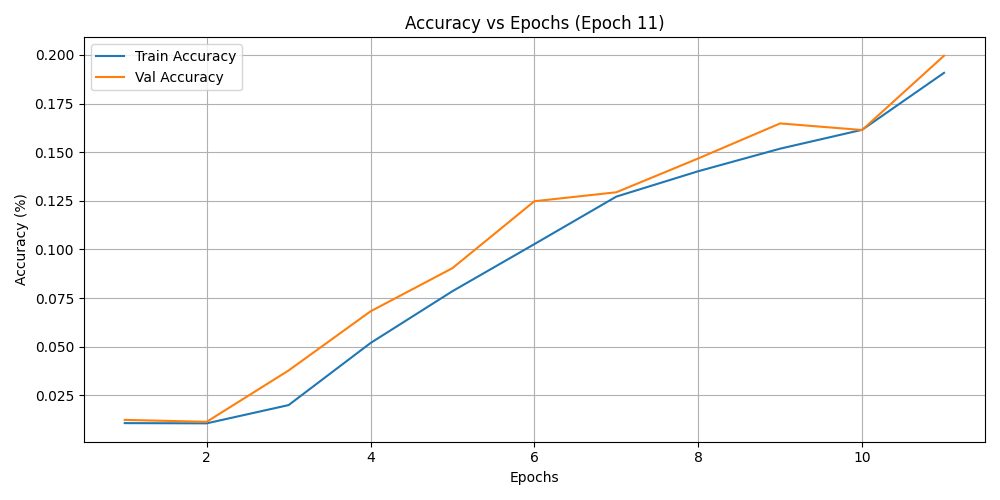 Accuracy vs Epochs (Epoch 11)
Train Accuracy
Val Accuracy
Accuracy (%)
0.200
0.175
0.150
0.125
0.100
0.075
0.050
0.025
2 4 6 8 10
Epochs